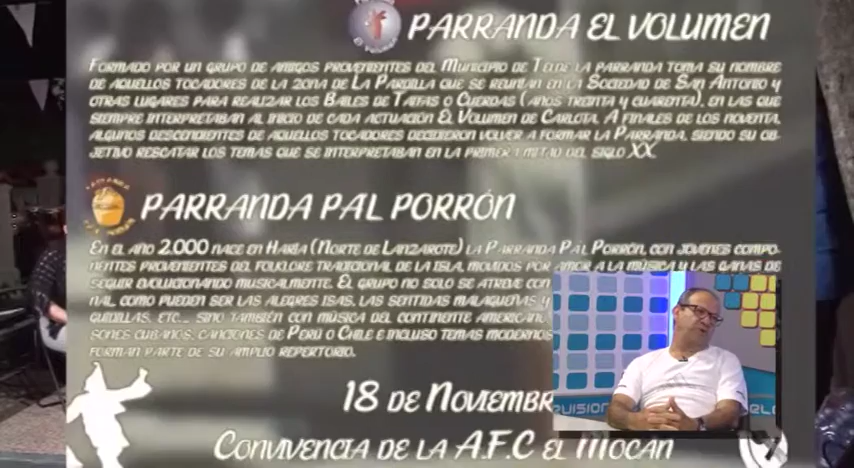 PARRANDA EL VOLUMEN
FORMADO POR UN GRUPO DE AMIGOS PROVENIENTES DEL MUNICIPIO DE TELDE LA PARRANDA TOMA SU NOMBRE
DE AQUELLOS TOCADORES DE LA ZONA DE LA PARDILLA QUE SE REUNÍAN EN LA SOCIEDAD DE SAN ANTONIO Y
OTRAS LUGARES PARA REALIZAR LOS BAILES DE TAIFAS O CUERDAS (AÑOS TREINTA Y CUARENTA), EN LAS QUE
SIEMPRE INTERPRETABAN AL INICIO DE CADA ACTUACIÓN EL VOLUMEN DE CARLOTA. A FINALES DE LOS NOVENTA,
ALGUNOS DESCENDIENTES DE AQUELLOS TOCADORES DECIDIERON VOLVER A FORMAR LA PARRANDA, SIENDO SU OB-
JETIVO RESCATAR LOS TEMAS QUE SE INTERPRETABAN EN LA PRIMERA MITAD DEL SIGLO XX.
PARRANDA PAL PORRÓN
EN EL AÑO 2.000 NACE EN HARÍA (NORTE DE LANZAROTE) LA PARRANDA PAL PORRÓN, CON JÓVENES COMPO-
NENTES PROVENIENTES DEL FOLKLORE TRADICIONAL DE LA ISLA, MOVIDOS POR AMOR A LA MÚSICA Y LAS GANAS DE
SEGUIR EVOLUCIONANDO MUSICALMENTE. EL GRUPO NO SOLO SE ATREVE CON
NAL, COMO PUEDEN SER LAS ALEGRES ISAS, LAS SENTIDAS MALAGUEÑAS Y
GUIDILLAS, ETC... SINO TAMBIÉN CON MÚSICA DEL CONTINENTE AMERICANO,
SONES CUBANOS, CANCIONES DE PERÚ O CHILE E INCLUSO TEMAS MODERNOS
FORMAN PARTE DE SU AMPLIO REPERTORIO.
18 DE NOVIEMBR
CONVIVENCIA DE LA A.F.C EL MOCAN